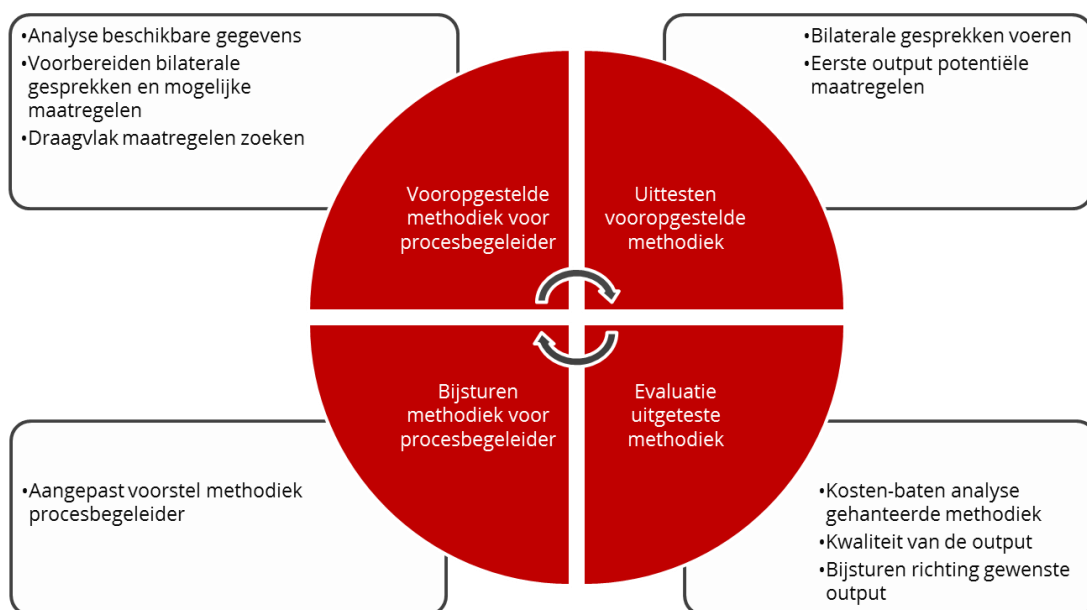 •Analyse beschikbare gegevens
•Voorbereiden bilaterale
gesprekken en mogelijke
maatregelen
•Draagvlak maatregelen zoeken
•Bilaterale gesprekken voeren
•Eerste output potentiële
maatregelen
Vooropgestelde
methodiek voor
procesbegeleider
Uittesten
vooropgestelde
methodiek
Bijsturen
methodiek voor
procesbegeleider
Evaluatie
uitgeteste
methodiek
•Aangepast voorstel methodiek
procesbegeleider
•Kosten-baten analyse
gehanteerde methodiek
•Kwaliteit van de output
•Bijsturen richting gewenste
output